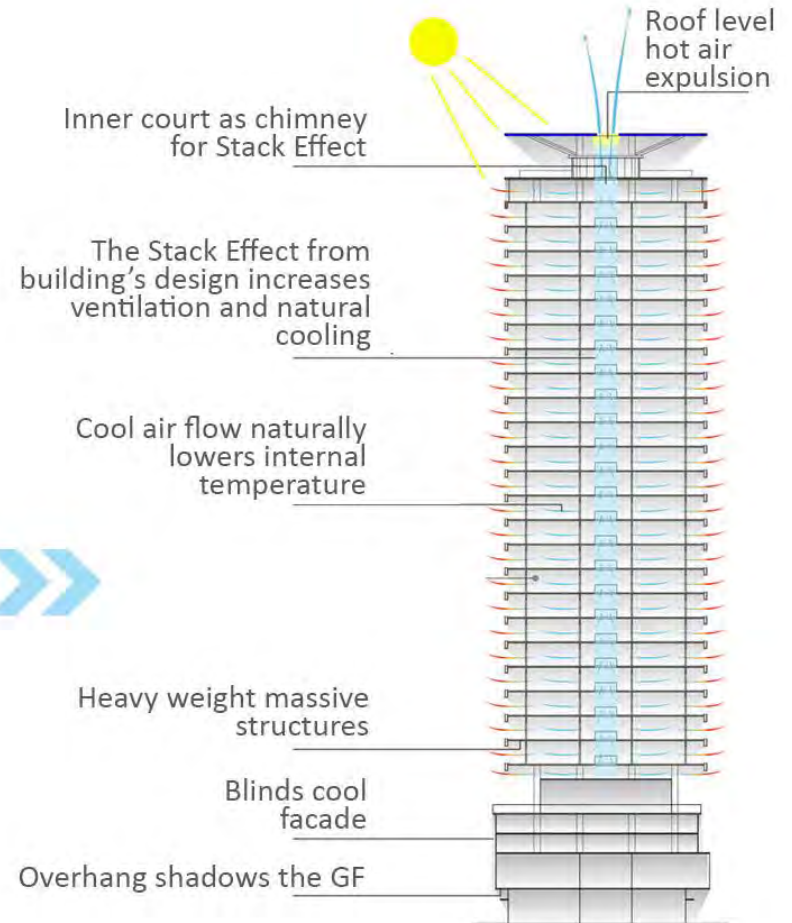 Roof level
hot air
expulsion
Inner court as chimney
for Stack Effect
The Stack Effect from
building's design increases
ventilation and natural
cooling
Cool air flow naturally
lowers internal
temperature
Heavy weight massive
structures
Blinds cool
facade
Overhang shadows the GF